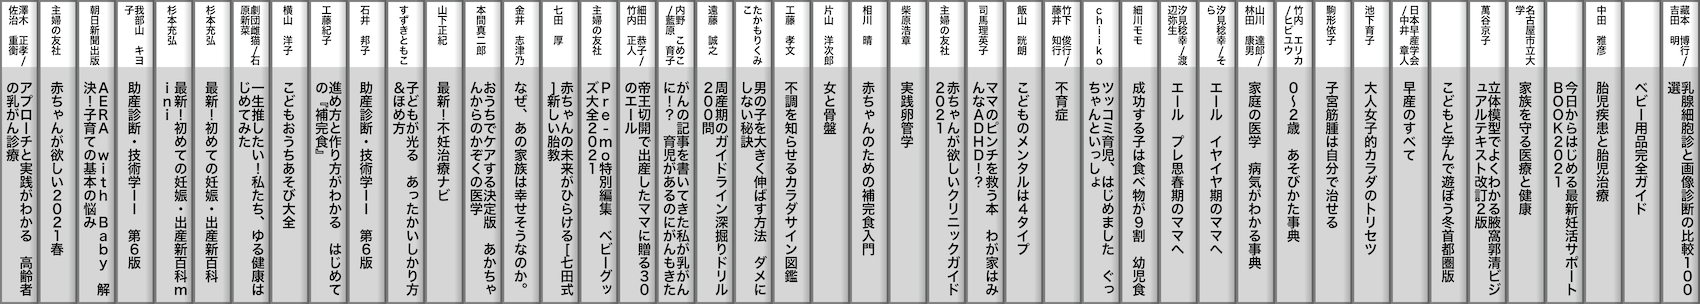 藏本 博行/
吉田 明
乳腺細胞診と画像診断の比較100
選
ベビー用品完全ガイド
中田 雅彦
胎児疾患と胎児治療
今日からはじめる最新妊活サポート
BOOK2021
名古屋市立大
学
家族を守る医療と健康
萬谷京子
立体模型でよくわかる腋窩郭清ビジ
ュアルテキスト改訂2版
こどもと学んで遊ぼう冬首都圏版
日本早産学会
/中井 章人
早産のすべて
池下育子
大人女子的カラダのトリセツ
駒形依子
子宮筋腫は自分で治せる
竹内 エリカ
/ヒビユウ
0〜2歳 あそびかた事典
山川 達郎/
林田 康男
家庭の医学 病気がわかる事典
汐見稔幸/そ
ら
エール イヤイヤ期のママへ
汐見稔幸/渡
辺弥生
エール プレ思春期のママへ
細川モモ
成功する子は食べ物が9割 幼児食
chiiko
ツッコミ育児、はじめました ぐっ
ちゃんといっしょ
竹下 俊行/
藤井 知行
不育症
飯山 晄朗
こどものメンタルは4タイプ
司馬理英子
ママのピンチを救う本 わが家はみ
んなADHD!?
主婦の友社
赤ちゃんが欲しいクリニックガイド
2021
柴原浩章
実践卵管学
相川 晴
赤ちゃんのための補完食入門
片山 洋次郎
女と骨盤
工藤 孝文
不調を知らせるカラダサイン図鑑
たかもりくみ
こ
男の子を大きく伸ばす方法 ダメに
しない秘訣
遠藤 誠之
周産期のガイドライン深掘りドリル
200問
内野 こめこ
/藍原 育子
がんの記事を書いてきた私が乳がん
に!? 育児があるのにがんもきた
細田 恭子/
竹内 正人
帝王切開で出産したママに贈る30
のエール
主婦の友社
Pre-mo特別編集 ベビーグッ
ズ大全2021
七田 厚
赤ちゃんの未来がひらける[七田式
]新しい胎教
金井 志津乃
なぜ、あの家族は幸せそうなのか。
本間真二郎
おうちでケアする決定版 あかちゃ
んからのかぞくの医学
山下正紀
最新!不妊治療ナビ
すずきともこ
子どもが光る あったかいしかり方
&ほめ方
石井 邦子
助産診断・技術学II 第6版
工藤紀子
進め方と作り方がわかる はじめて
の『補完食』
横山 洋子
こどもおうちあそび大全
劇団雌猫/石
原新菜
一生推したい!私たち、ゆる健康は
じめてみた
杉本充弘
最新!初めての妊娠・出産新百科
杉本充弘
最新!初めての妊娠・出産新百科m
ini
我部山 キヨ
子
助産診断・技術学II 第6版
朝日新聞出版
AERA with Baby 解
決!子育ての基本の悩み
主婦の友社
赤ちゃんが欲しい2021春
澤木 正孝/
佐治 重衡
アプローチと実践がわかる 高齢者
の乳がん診療